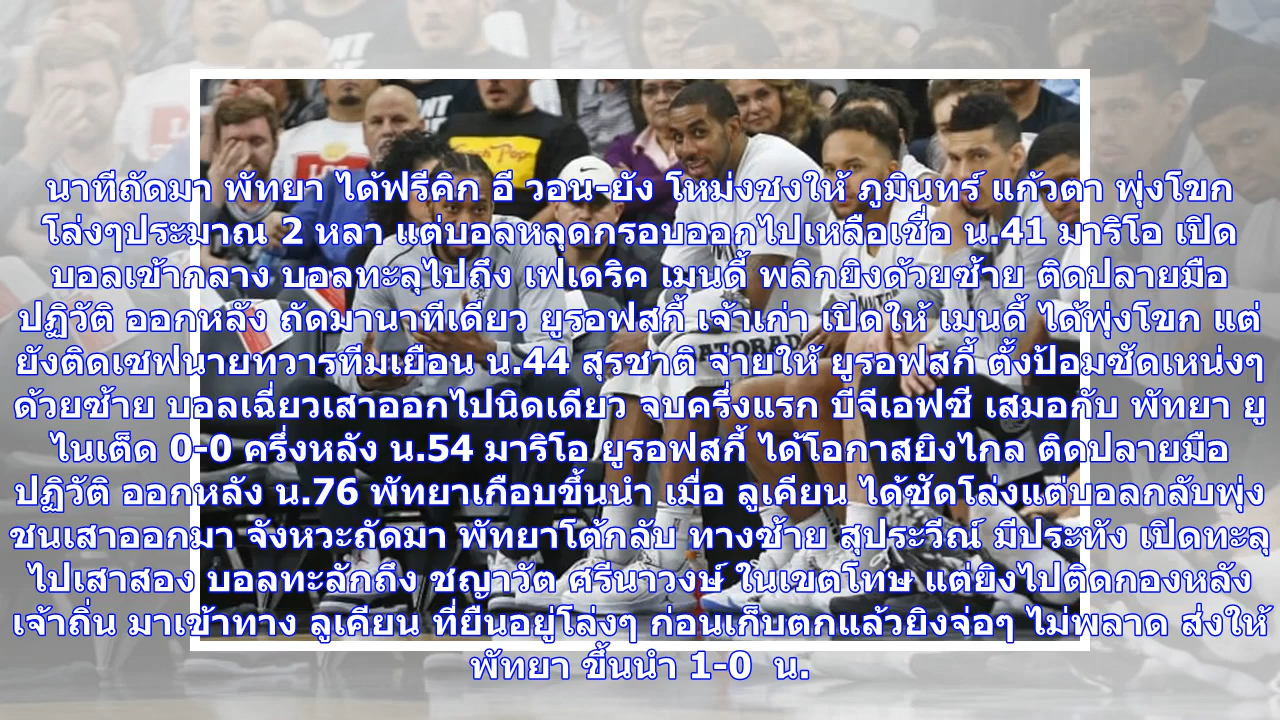 นาทีถัดมา พัทยา ได้ฟรีคิก อี วอน-ยัง โหม่งชงให้ ภูมินทร์ แก้วตา พุ่งโขก
โล่งๆประมาณ 2 หลา แต่บอลหลุดกรอบออกไปเหลือเชื่อ น.41 มาริโอ เปิด
บอลเข้ากลาง บอลทะลุไปถึง เฟเดริค เมนดี้ พลิกยิงด้วยซ้าย ติดปลายมือ
ปฏิวัติ ออกหลัง ถัดมานาทีเดียว ยูรอฟสกี้ เจ้าเก่า เปิดให้ เมนดี้ ได้พุ่งโขก แต่
ยังติดเซฟนายทวารทีมเยือน น.44 สุรชาติ จ่ายให้ ยูรอฟสกี้ ตั้งป้อมซัดเหน่งๆ
ด้วยซ้าย บอลเฉี่ยวเสาออกไปนิดเดียว จบครึ่งแรก บีจีเอฟซี เสมอกับ พัทยา ยู
ไนเต็ด 0-0 ครึ่งหลัง น.54 มาริโอ ยูรอฟสกี้ ได้โอกาสยิงไกล ติดปลายมือ
ปฏิวัติ ออกหลัง น.76 พัทยาเกือบขึ้นนำ เมื่อ ลูเคียน ได้ซัดโล่งแต่บอลกลับพุ่ง
ชนเสาออกมา จังหวะถัดมา พัทยาโต้กลับ ทางซ้าย สุประวีณ์ มีประทัง เปิดทะลุ
ไปเสาสอง บอลทะลักถึง ชญาวัต ศรีนาวงษ์ ในเขตโทษ แต่ยิงไปติดกองหลัง
เจ้าถิ่น มาเข้าทาง ลูเคียน ที่ยืนอยู่โล่งๆ ก่อนเก็บตกแล้วยิงจ่อๆ ไม่พลาด ส่งให้
พัทยา ขึ้นนำ 1-0 น.